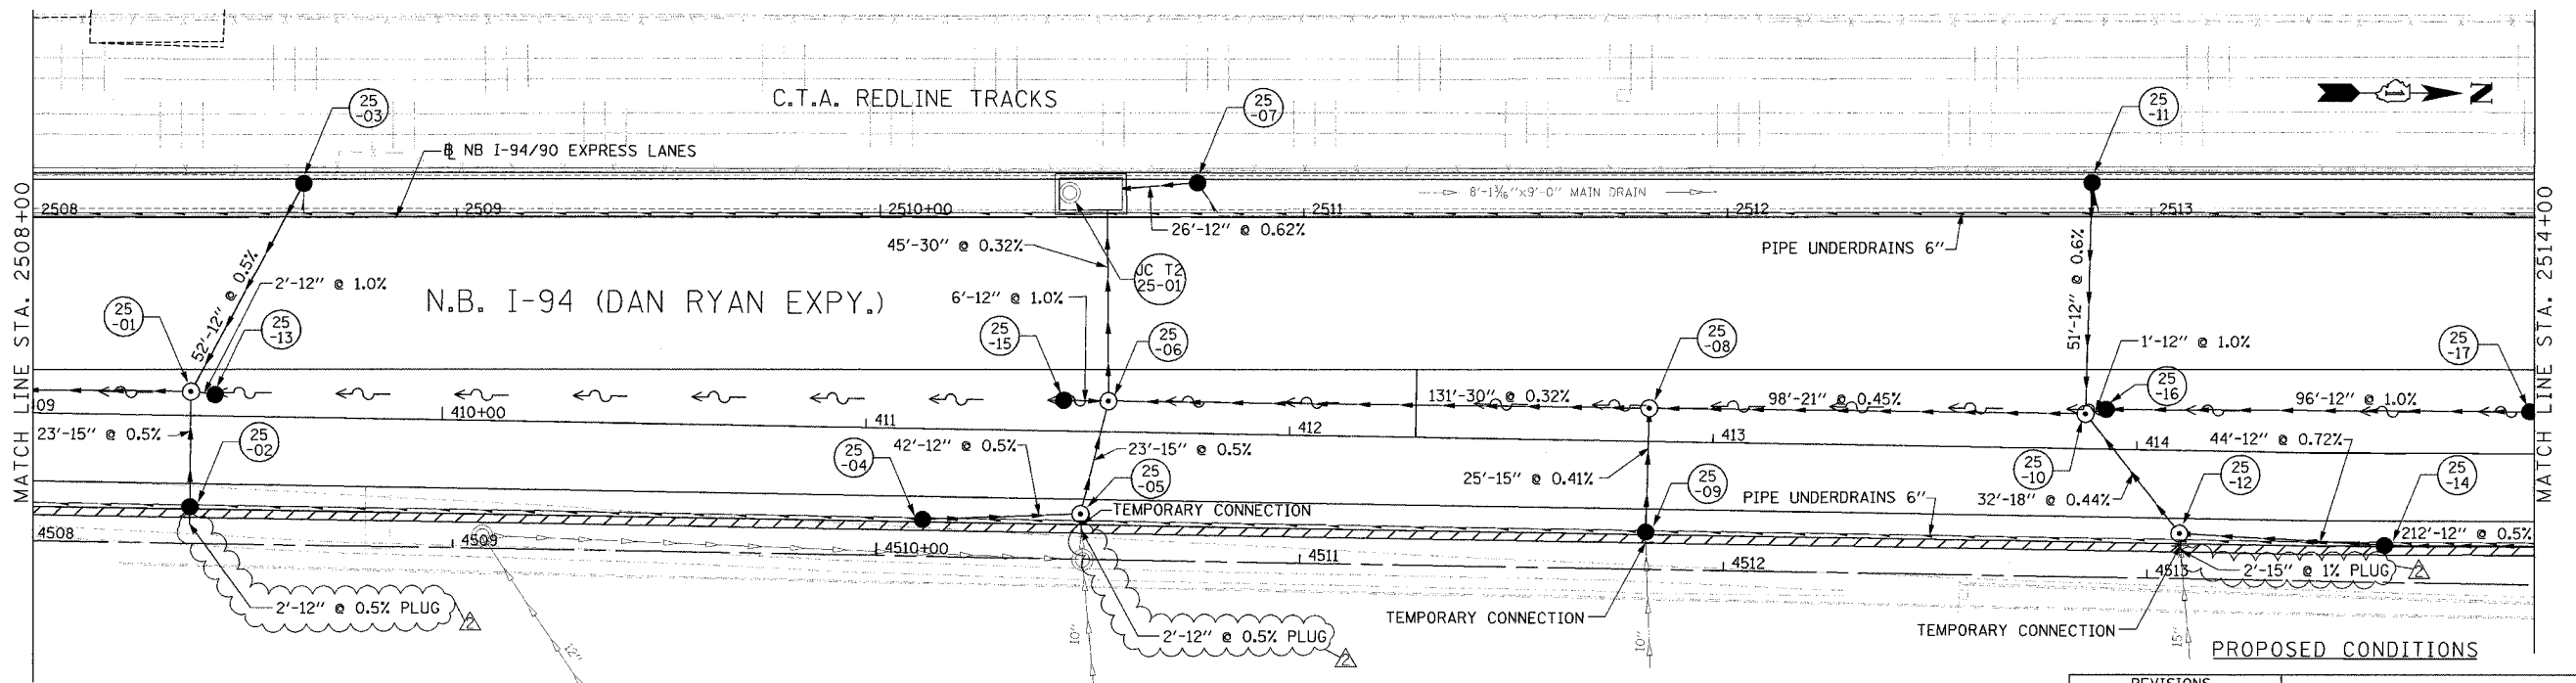 C.T.A. REDLINE TRACKS
25
-03
25
-07
25
-11
N
℄ NB I-94/90 EXPRESS LANES
8'-1 3/16"x9'-0" MAIN DRAIN
2508
2509
2510+00
2511
2512
2513
MATCH LINE STA. 2508+00
MATCH LINE STA. 2514+00
52'-12" @ 0.5%
45'-30" @ 0.32%
26'-12" @ 0.62%
PIPE UNDERDRAINS 6"
51'-12" @ 0.6%
2'-12" @ 1.0%
JC T2
25-01
N.B. I-94 (DAN RYAN EXPY.)
6'-12" @ 1.0%
25
-01
25
-13
25
-15
25
-06
25
-08
1'-12" @ 1.0%
25
-16
25
-17
131'-30" @ 0.32%
98'-21" @ 0.45%
96'-12" @ 1.0%
09
410+00
411
412
413
414
23'-15" @ 0.5%
25
-02
25
-04
42'-12" @ 0.5%
23'-15" @ 0.5%
25
-05
25'-15" @ 0.41%
25
-09
25
-10
44'-12" @ 0.72%
25
-12
25
-14
32'-18" @ 0.44%
PIPE UNDERDRAINS 6"
TEMPORARY CONNECTION
212'-12" @ 0.5%
4508
4509
4510+00
4511
4512
4513
2'-15" @ 1% PLUG
2
2'-12" @ 0.5% PLUG
2
2'-12" @ 0.5% PLUG
2
TEMPORARY CONNECTION
TEMPORARY CONNECTION
12"
10"
10"
15"
PROPOSED CONDITIONS
REVISIONS